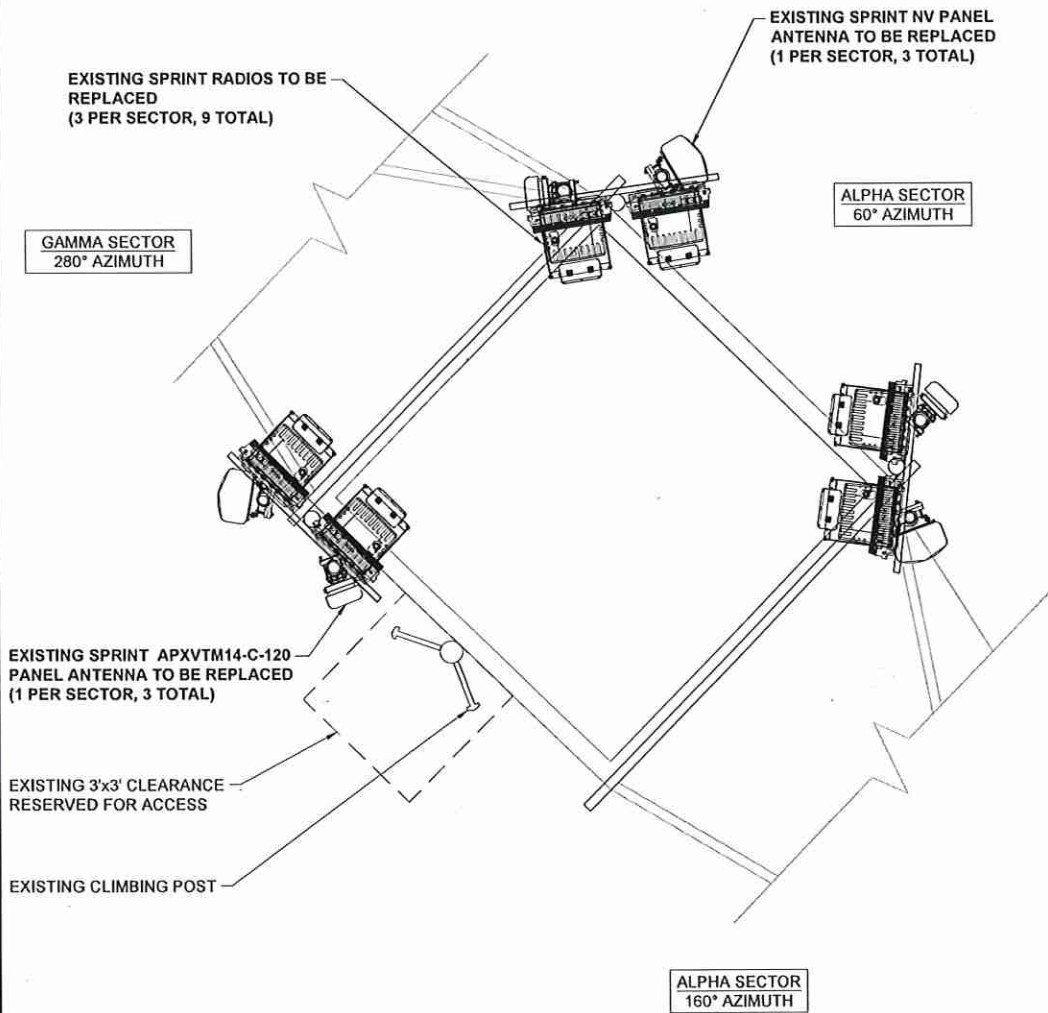 EXISTING SPRINT NV PANEL
ANTENNA TO BE REPLACED
(1 PER SECTOR, 3 TOTAL)
EXISTING SPRINT RADIOS TO BE
REPLACED
(3 PER SECTOR, 9 TOTAL)
ALPHA SECTOR
60° AZIMUTH
GAMMA SECTOR
280° AZIMUTH
EXISTING SPRINT APXVTM14-C-120
PANEL ANTENNA TO BE REPLACED
(1 PER SECTOR, 3 TOTAL)
EXISTING 3'x3' CLEARANCE
RESERVED FOR ACCESS
EXISTING CLIMBING POST
ALPHA SECTOR
160° AZIMUTH